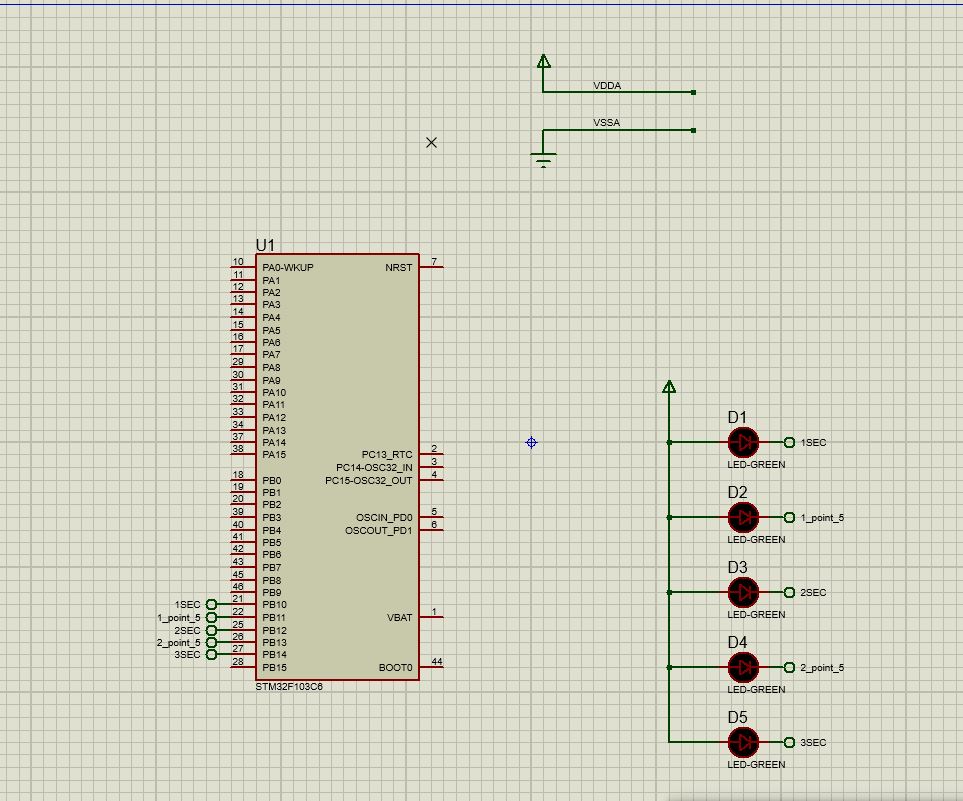 VDDA
VSSA
U1
10 PA0-WKUP NRST 7
11 PA1
12 PA2
13 PA3
14 PA4
15 PA5
16 PA6
17 PA7
29 PA8
30 PA9
31 PA10
32 PA11
33 PA12
34 PA13
37 PA14
38 PA15 PC13_RTC 2
PC14-OSC32_IN 3
18 PB0 PC15-OSC32_OUT 4
19 PB1
20 PB2
39 PB3 OSCIN_PD0 5
40 PB4 OSCOUT_PD1 6
41 PB5
42 PB6
43 PB7
45 PB8
46 PB9
1SEC 21 PB10
1_point_5 22 PB11 VBAT 1
2SEC 25 PB12
2_point_5 26 PB13
3SEC 27 PB14
28 PB15 BOOT0 44
STM32F103C6
D1
1SEC
LED-GREEN
D2
1_point_5
LED-GREEN
D3
2SEC
LED-GREEN
D4
2_point_5
LED-GREEN
D5
3SEC
LED-GREEN